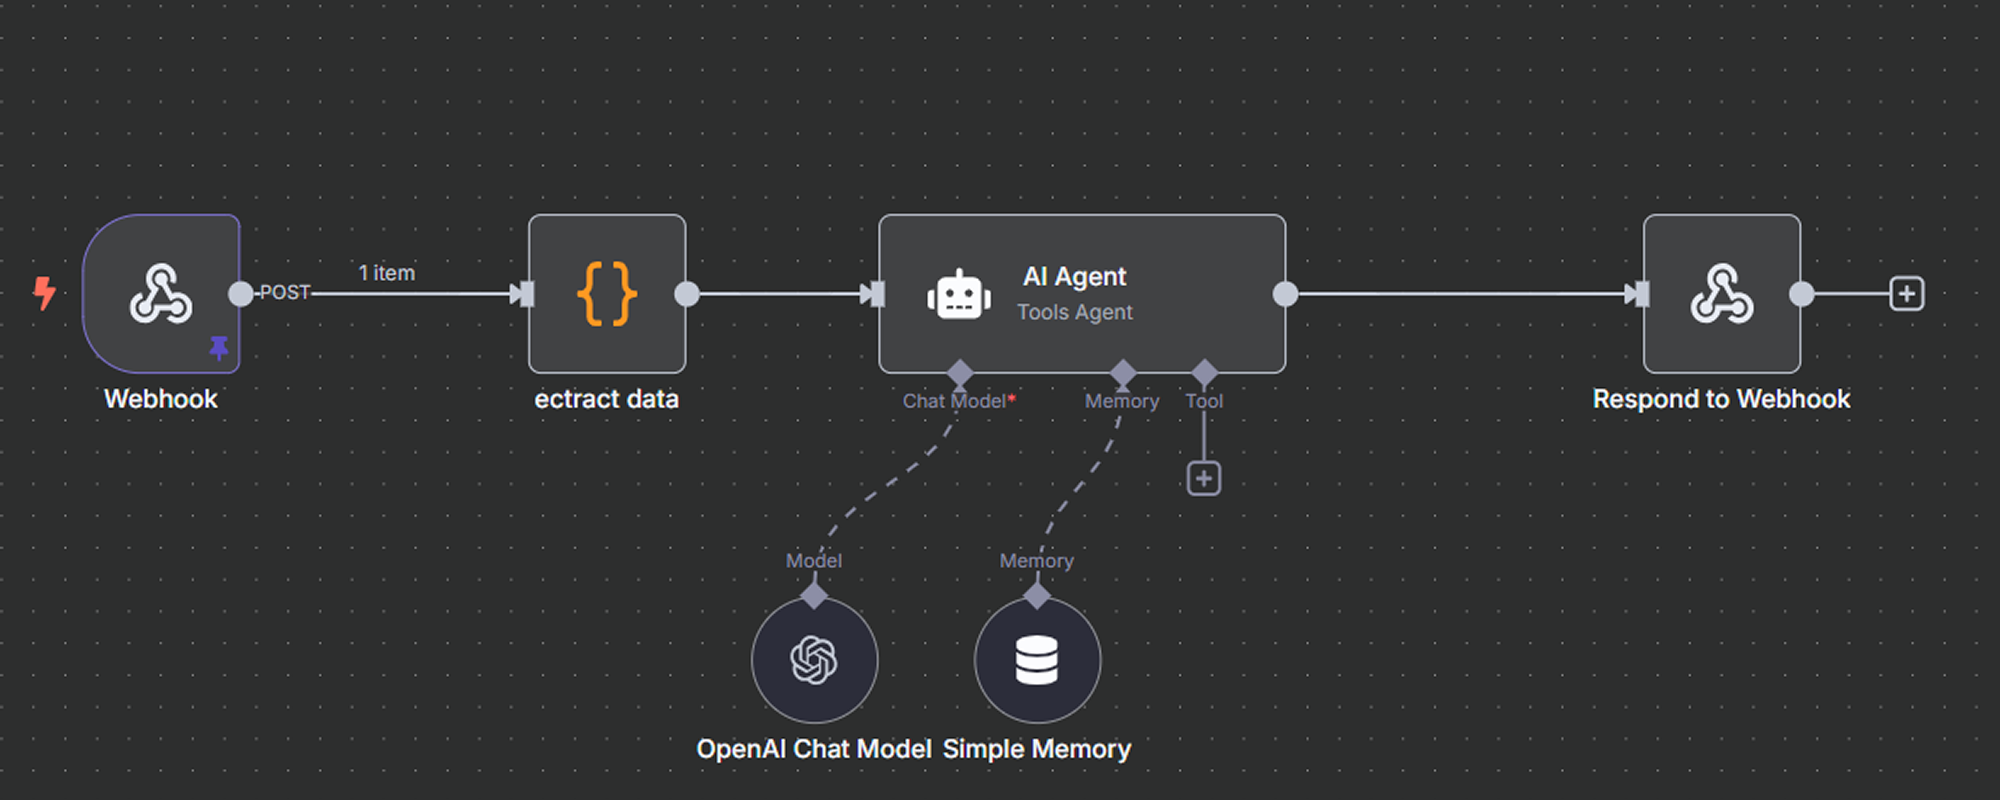 POST
1 item
Webhook
{}
ectract data
AI Agent
Tools Agent
Chat Model*
Memory
Tool
Respond to Webhook
Model
Memory
OpenAI Chat Model
Simple Memory